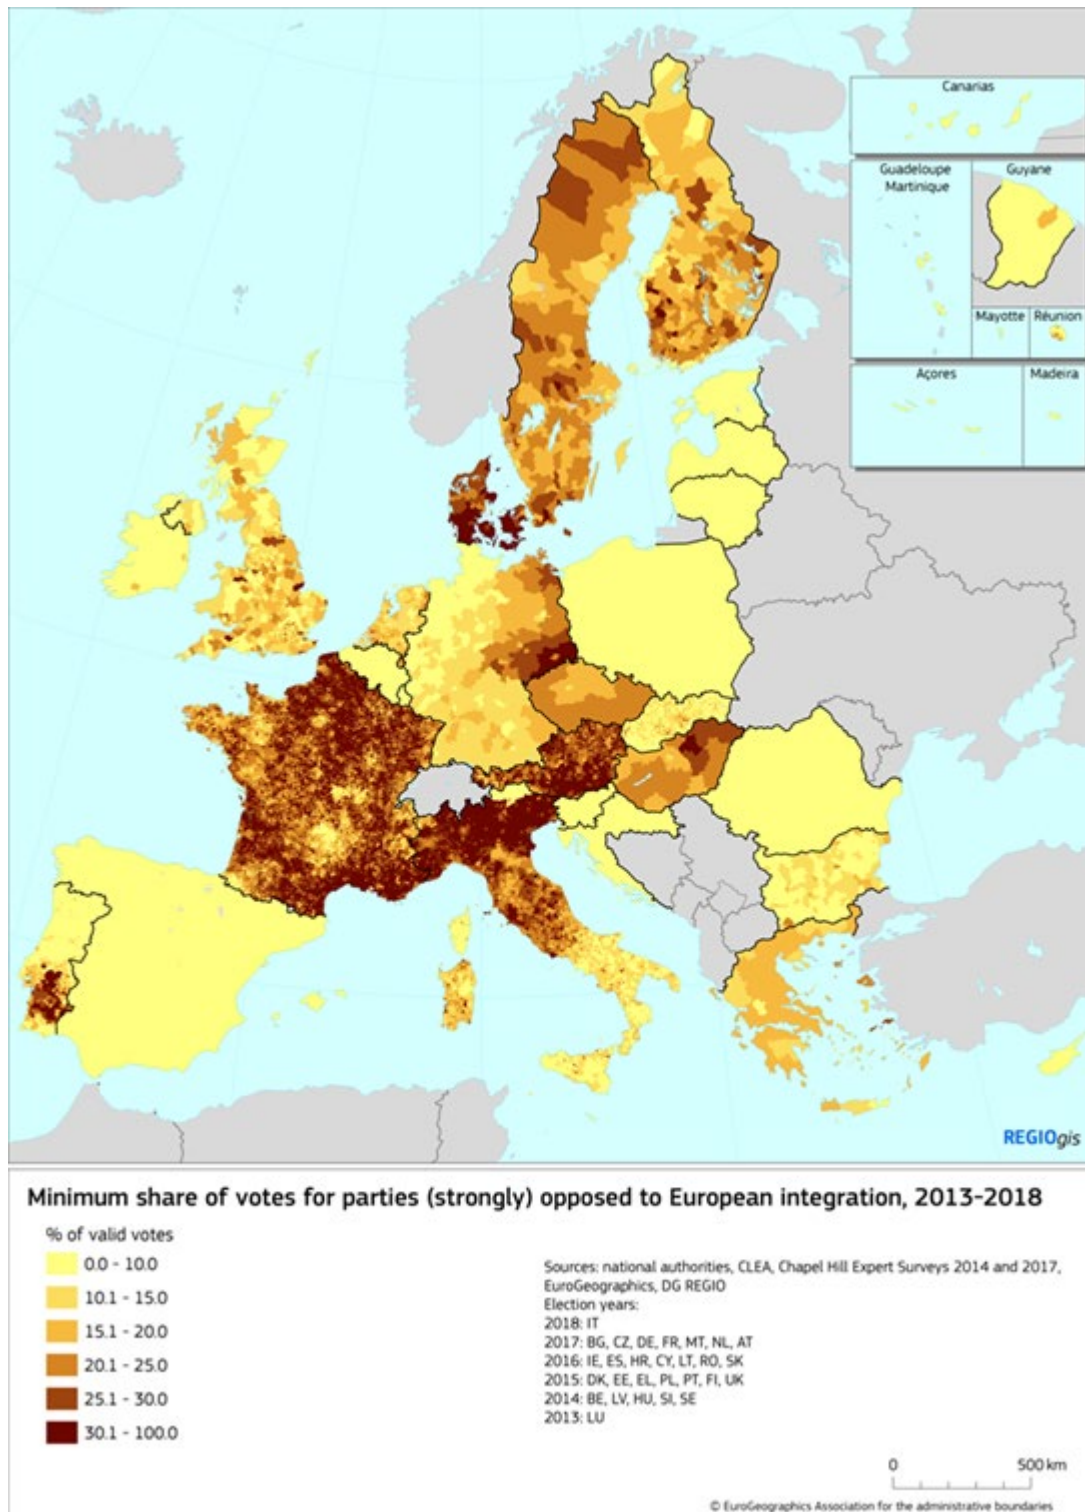 Canarias
Guadeloupe
Martinique
Guyane
Mayotte
Réunion
Açores
Madeira
REGIOgis
Minimum share of votes for parties (strongly) opposed to European integration, 2013-2018
% of valid votes
0.0 - 10.0
10.1 - 15.0
15.1 - 20.0
20.1 - 25.0
25.1 - 30.0
30.1 - 100.0
Sources: national authorities, CLEA, Chapel Hill Expert Surveys 2014 and 2017,
EuroGeographics, DG REGIO
Election years:
2018: IT
2017: BG, CZ, DE, FR, MT, NL, AT
2016: IE, ES, HR, CY, LT, RO, SK
2015: DK, EE, EL, PL, PT, FI, UK
2014: BE, LV, HU, SI, SE
2013: LU
0 500 km
© EuroGeographics Association for the administrative boundaries